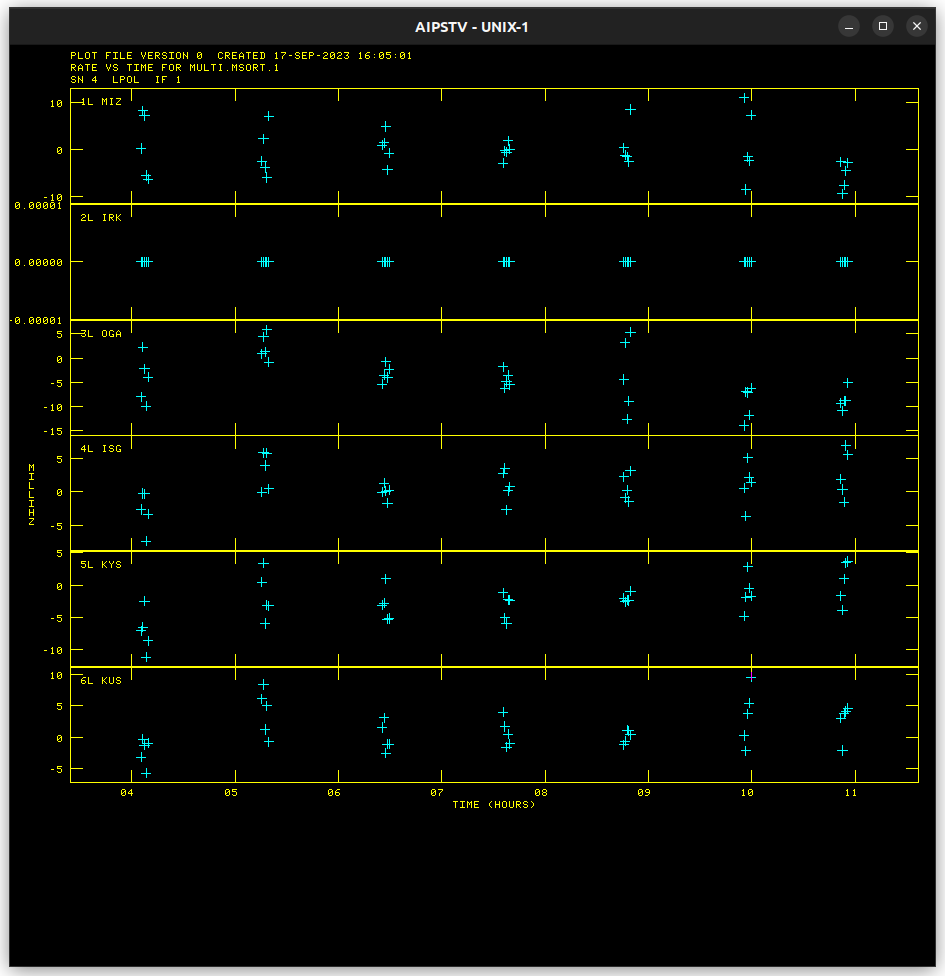 AIPSTV - UNIX-1
PLOT FILE VERSION 0  CREATED 17-SEP-2023 16:05:01
RATE VS TIME FOR MULTI.MSORT.1
SN 4  LPOL  IF 1
1L MIZ
10
0
-10
0.00001
2L IRK
0.00000
-0.00001
3L OGA
5
0
-5
-10
-15
4L ISG
5
0
-5
MILLIHZ
5
5L KYS
0
-5
-10
10
6L KUS
5
0
-5
04 05 06 07 08 09 10 11
TIME (HOURS)